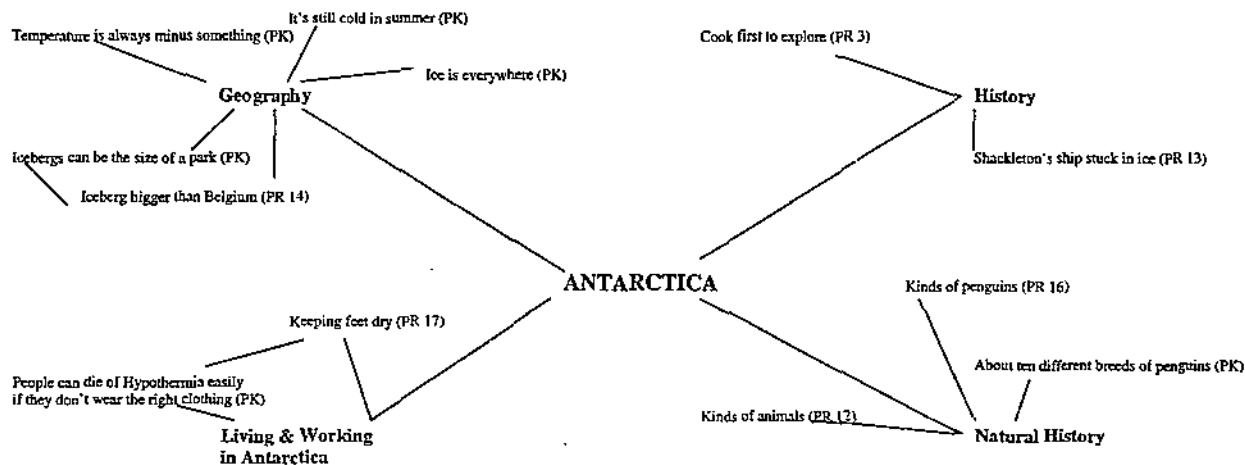 It's still cold in summer (PK)
Temperature is always minus something (PK)
Ice is everywhere (PK)
Geography
Icebergs can be the size of a park (PK)
Iceberg bigger than Belgium (PR 14)
Cook first to explore (PR 3)
History
Shackleton's ship stuck in ice (PR 13)
ANTARCTICA
Keeping feet dry (PR 17)
People can die of Hypothermia easily
if they don't wear the right clothing (PK)
Living & Working
in Antarctica
Kinds of penguins (PR 16)
About ten different breeds of penguins (PK)
Kinds of animals (PR 12)
Natural History